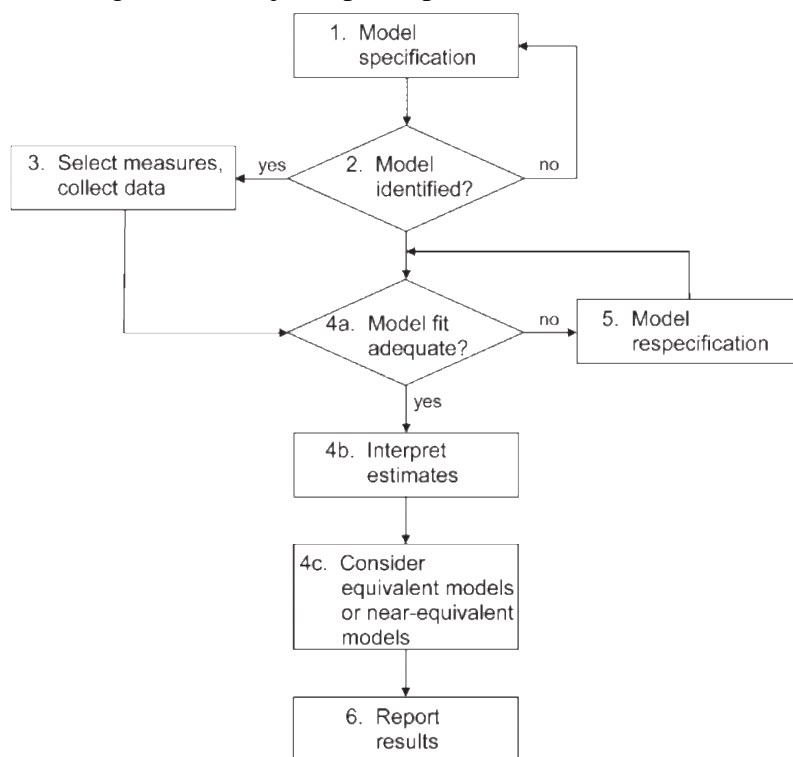 1. Model
specification
2. Model
identified?
yes
no
3. Select measures,
collect data
4a. Model fit
adequate?
no
yes
5. Model
respecification
4b. Interpret
estimates
4c. Consider
equivalent models
or near-equivalent
models
6. Report
results